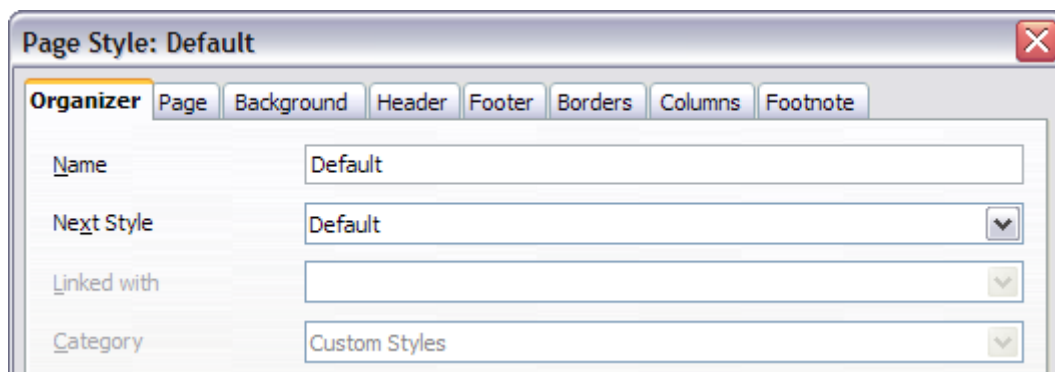 Page Style: Default
Organizer Page Background Header Footer Borders Columns Footnote
Name Default
Next Style Default
Linked with
Category Custom Styles